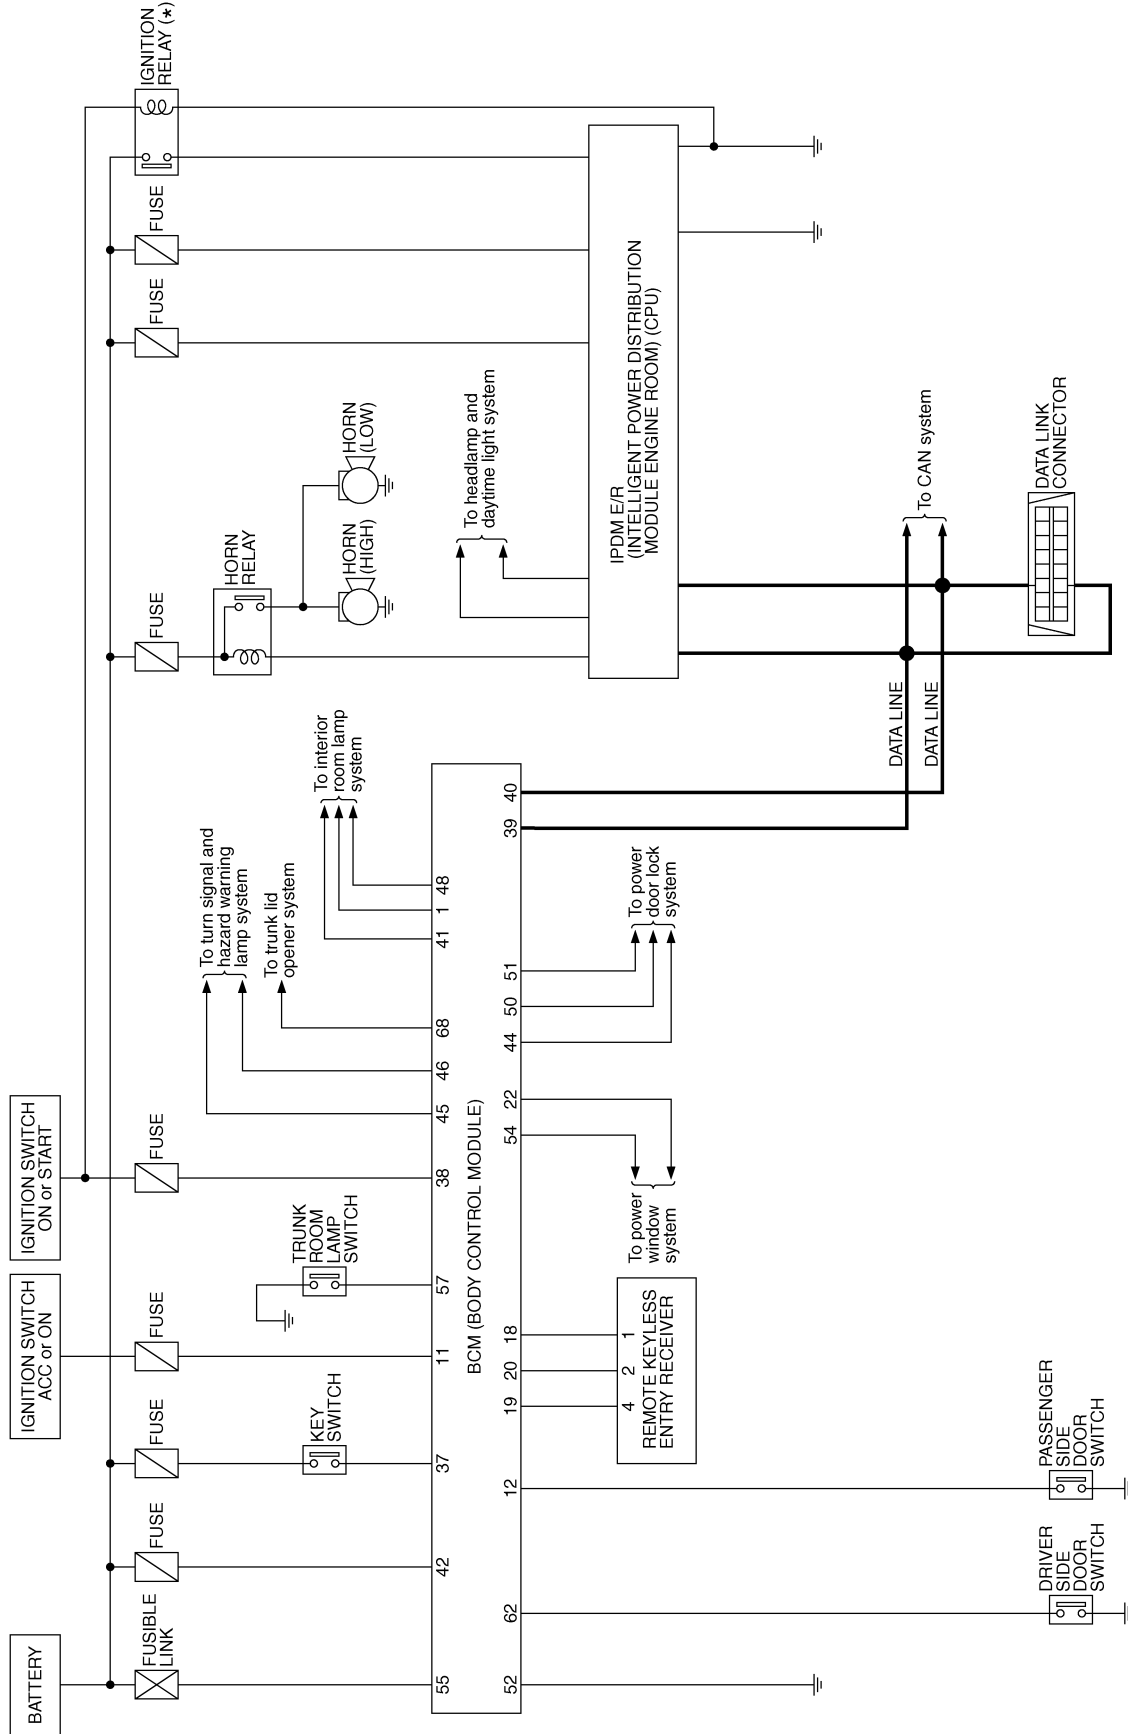 BATTERY
IGNITION SWITCH
ACC or ON
IGNITION SWITCH
ON or START
FUSIBLE
LINK
FUSE
FUSE
FUSE
FUSE
FUSE
FUSE
FUSE
IGNITION
RELAY (*)
KEY
SWITCH
TRUNK
ROOM
LAMP
SWITCH
To turn signal and
hazard warning
lamp system
To trunk lid
opener system
To interior
room lamp
system
HORN
RELAY
HORN
(HIGH)
HORN
(LOW)
To headlamp and
daytime light system
55
42
37
11
57
38
45
46
68
41
1
48
BCM (BODY CONTROL MODULE)
52
62
12
19
20
18
54
22
44
50
51
39
40
IPDM E/R
(INTELLIGENT POWER DISTRIBUTION
MODULE ENGINE ROOM) (CPU)
4
2
1
REMOTE KEYLESS
ENTRY RECEIVER
To power
window
system
To power
door lock
system
DATA LINE
DATA LINE
To CAN system
DATA LINK
CONNECTOR
DRIVER
SIDE
DOOR
SWITCH
PASSENGER
SIDE
DOOR
SWITCH